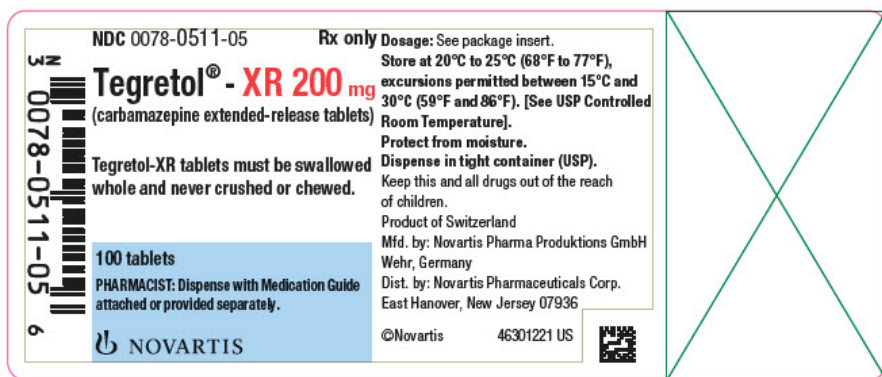 NDC 0078-0511-05 Rx only
Tegretol® - XR 200 mg
(carbamazepine extended-release tablets)
Tegretol-XR tablets must be swallowed
whole and never crushed or chewed.
100 tablets
PHARMACIST: Dispense with Medication Guide
attached or provided separately.
NOVARTIS
Dosage: See package insert.
Store at 20°C to 25°C (68°F to 77°F),
excursions permitted between 15°C and
30°C (59°F and 86°F). [See USP Controlled
Room Temperature].
Protect from moisture.
Dispense in tight container (USP).
Keep this and all drugs out of the reach
of children.
Product of Switzerland
Mfd. by: Novartis Pharma Produktions GmbH
Wehr, Germany
Dist. by: Novartis Pharmaceuticals Corp.
East Hanover, New Jersey 07936
©Novartis 46301221 US
N
3 0078-0511-05 6